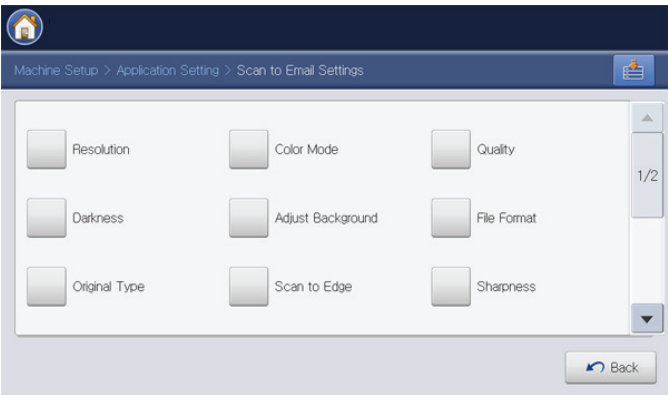 Machine Setup > Application Setting > Scan to Email Settings
Resolution Color Mode Quality
1/2
Darkness Adjust Background File Format
Original Type Scan to Edge Sharpness
Back